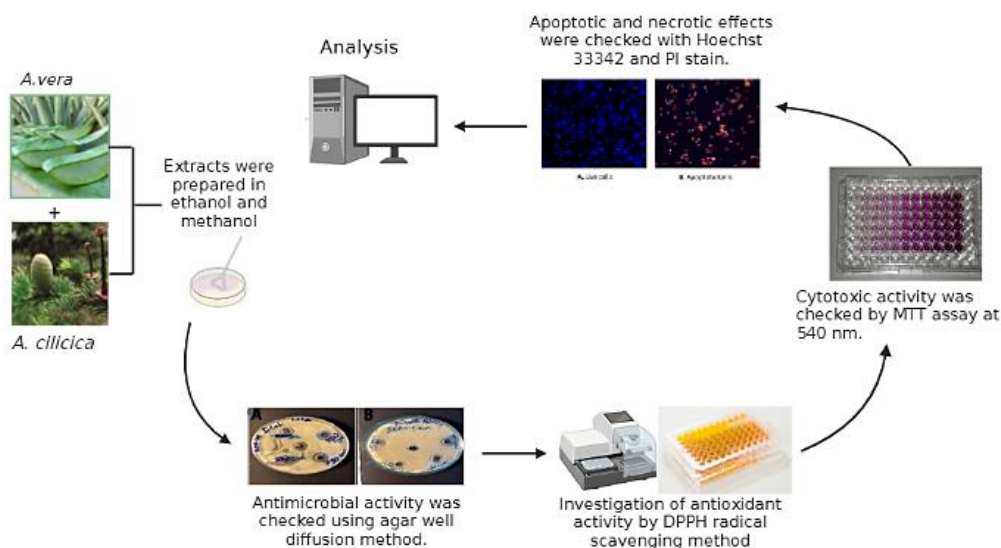 A.vera
+
A. cilicica
Extracts were
prepared in
ethanol and
methanol
A
B
Antimicrobial activity was
checked using agar well
diffusion method.
Investigation of antioxidant
activity by DPPH radical
scavenging method
Cytotoxic activity was
checked by MTT assay at
540 nm.
Apoptotic and necrotic effects
were checked with Hoechst
33342 and PI stain.
Analysis